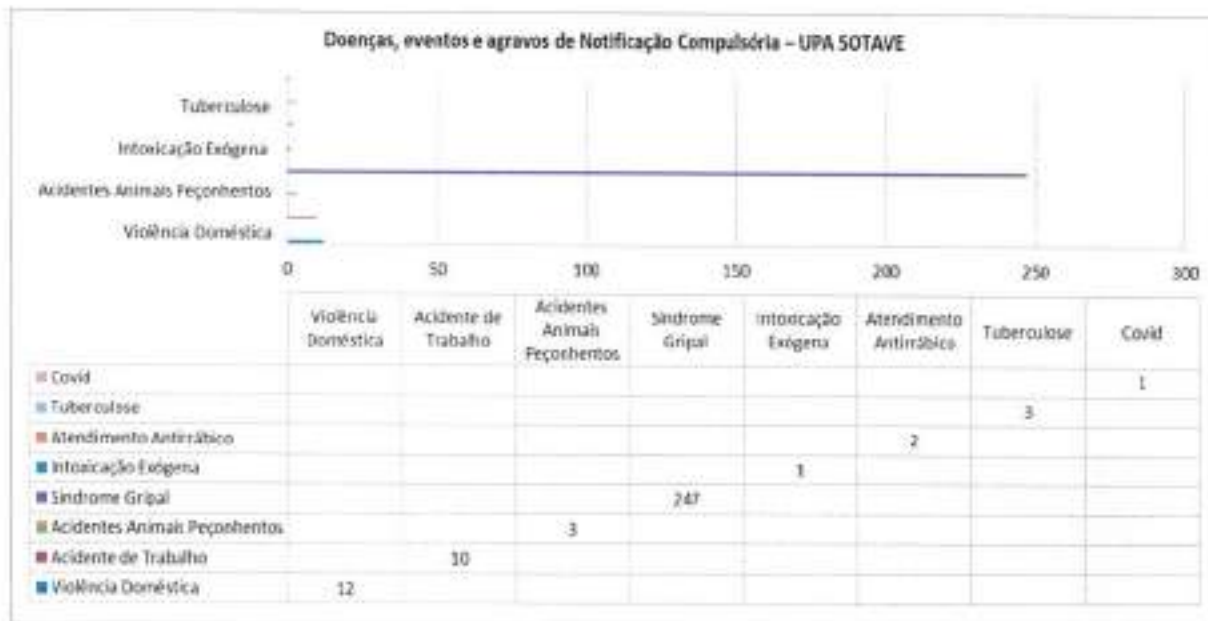 Doenças, eventos e agravos de Notificação Compulsória – UPA SOTAVE
Tuberculose
Intoxicação Exógena
Acidentes Animais Peçonhentos
Violência Doméstica
0 50 100 150 200 250 300
Violência Doméstica Acidente de Trabalho Acidentes Animais Peçonhentos Síndrome Gripal Intoxicação Exógena Atendimento Antirrábico Tuberculose Covid
Covid 1
Tuberculose 3
Atendimento Antirrábico 2
Intoxicação Exógena 1
Síndrome Gripal 247
Acidentes Animais Peçonhentos 3
Acidente de Trabalho 10
Violência Doméstica 12